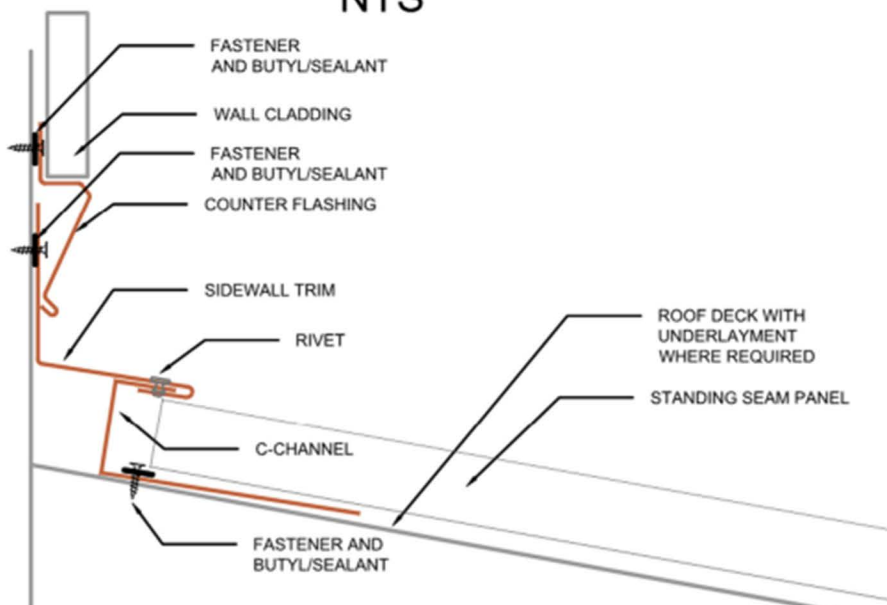 NTS
FASTENER
AND BUTYL/SEALANT
WALL CLADDING
FASTENER
AND BUTYL/SEALANT
COUNTER FLASHING
SIDEWALL TRIM
RIVET
ROOF DECK WITH
UNDERLAYMENT
WHERE REQUIRED
STANDING SEAM PANEL
C-CHANNEL
FASTENER AND
BUTYL/SEALANT